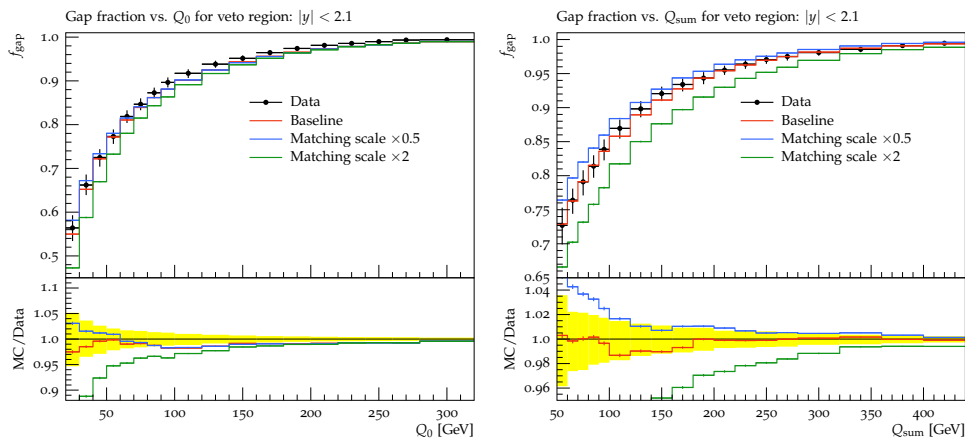 Gap fraction vs. Q0 for veto region: |y| < 2.1
fgap
1.0
0.9
0.8
0.7
0.6
0.5
Data
Baseline
Matching scale ×0.5
Matching scale ×2
MC/Data
1.1
1.05
1.0
0.95
0.9
50
100
150
200
250
300
Q0 [GeV]
Gap fraction vs. Qsum for veto region: |y| < 2.1
fgap
1.0
0.95
0.9
0.85
0.8
0.75
0.7
0.65
Data
Baseline
Matching scale ×0.5
Matching scale ×2
MC/Data
1.04
1.02
1.0
0.98
0.96
50
100
150
200
250
300
350
400
Qsum [GeV]